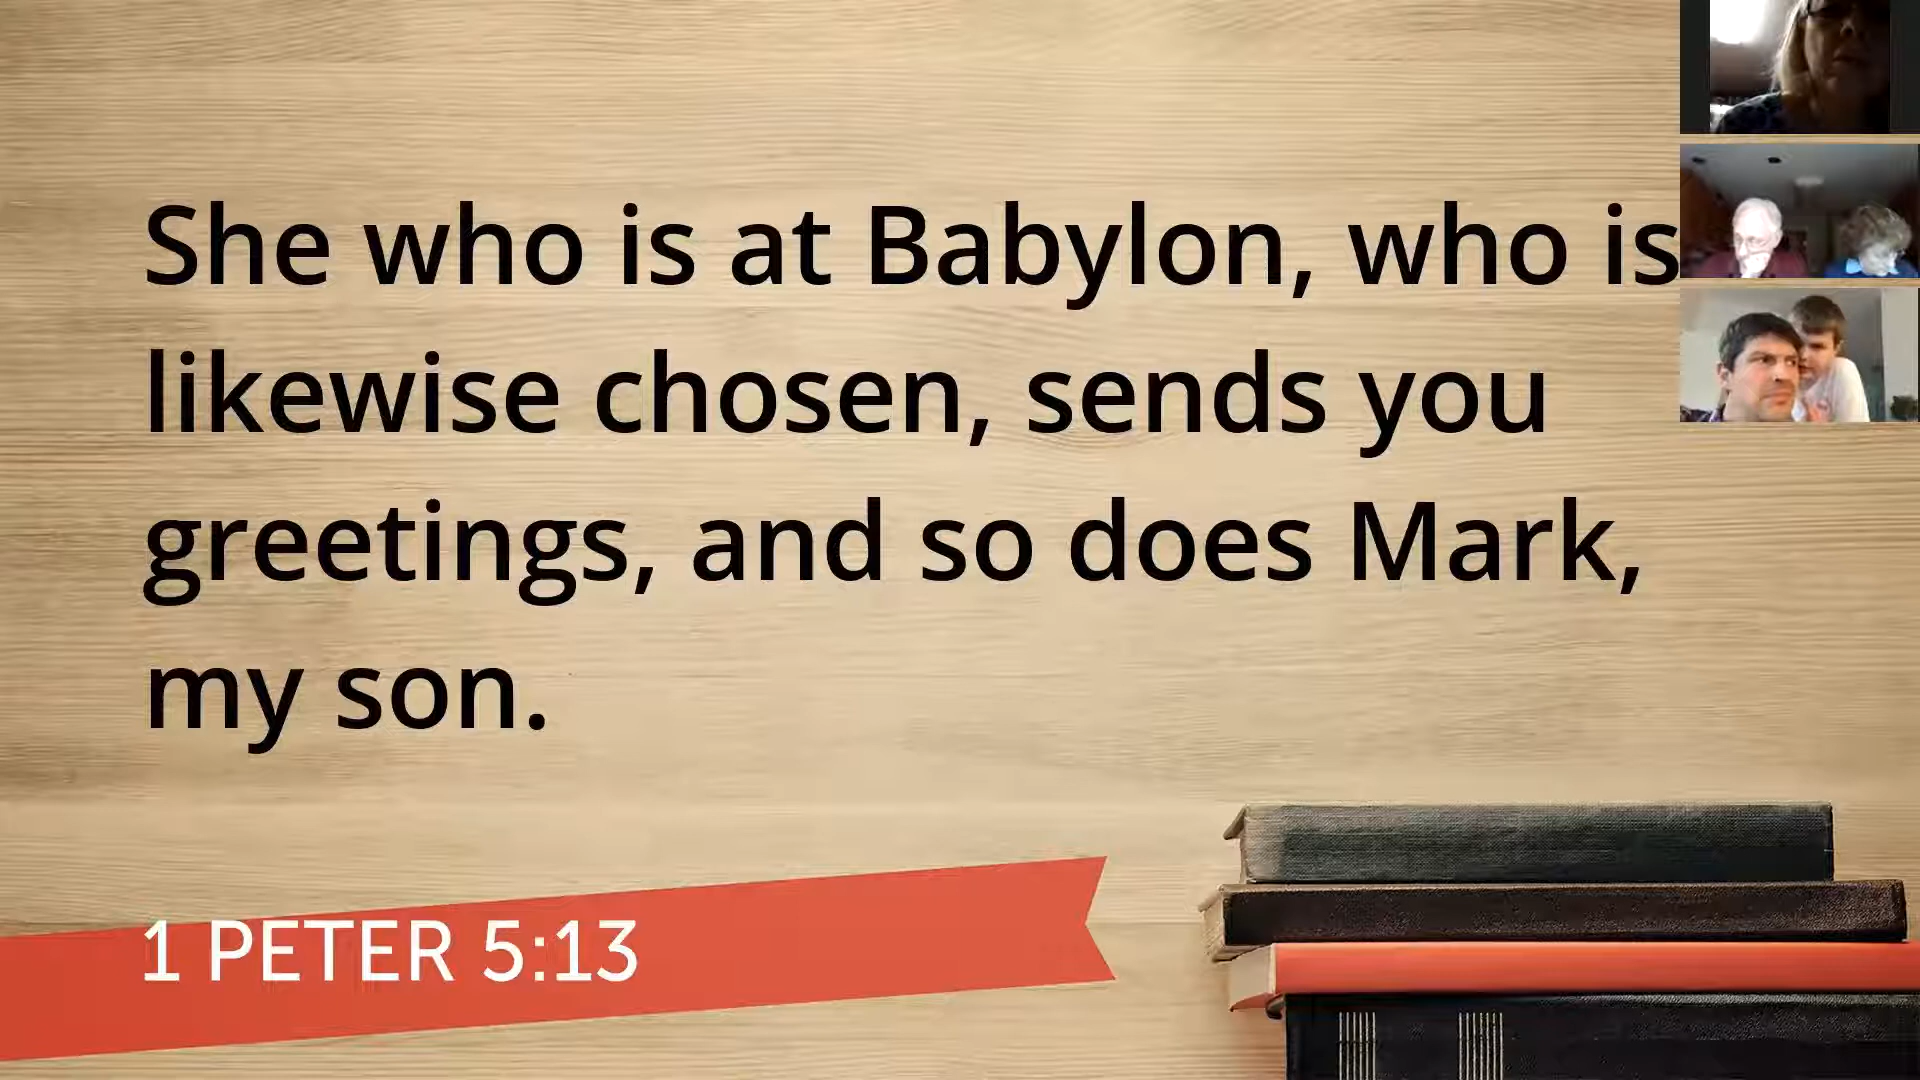 She who is at Babylon, who is
likewise chosen, sends you
greetings, and so does Mark,
my son.
1 PETER 5:13